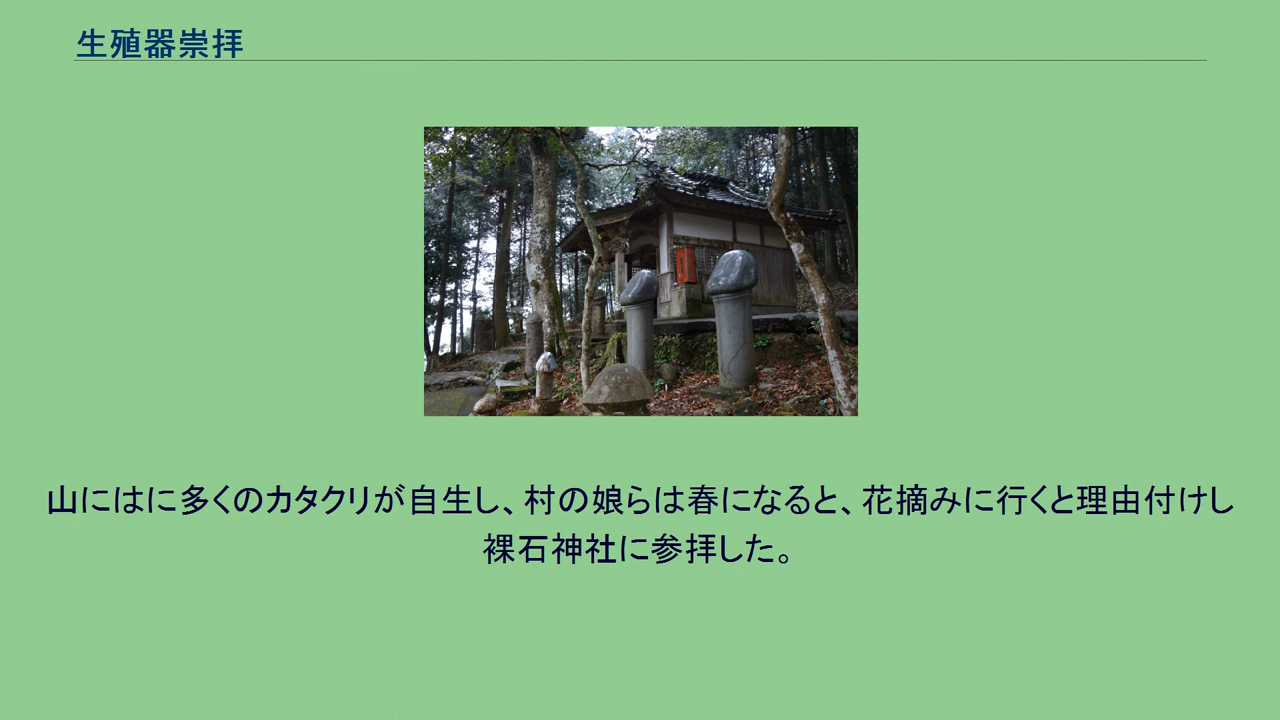 生殖器崇拝
山にはに多くのカタクリが自生し、村の娘らは春になると、花摘みに行くと理由付けし
裸石神社に参拝した。